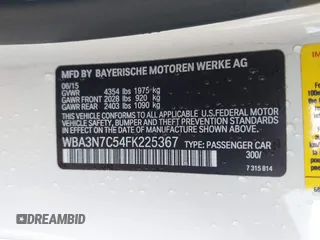 MFD BY BAYERISCHE MOTOREN WERKE AG
06/15
GVWR 4354 lbs 1975 kg
GAWR FRONT 2028 lbs 920 kg
GAWR REAR 2403 lbs 1090 kg
THIS VEHICLE CONFORMS TO ALL APPLICABLE U.S. FEDERAL MOTOR
VEHICLE SAFETY, BUMPER, AND THEFT PREVENTION STANDARDS IN EFFECT
ON THE DATE OF MANUFACTURE SHOWN ABOVE.
WBA3N7C54FK225367 TYPE: PASSENGER CAR
300/
7 315 814
DREAMBID